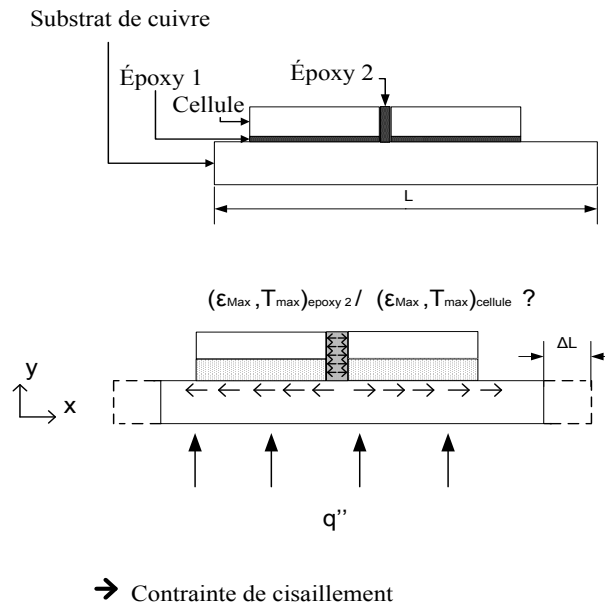 Substrat de cuivre
Époxy 1
Époxy 2
Cellule
L
(εMax ,Tmax)epoxy 2 / (εMax ,Tmax)cellule ?
ΔL
y
x
q’’
➔ Contrainte de cisaillement